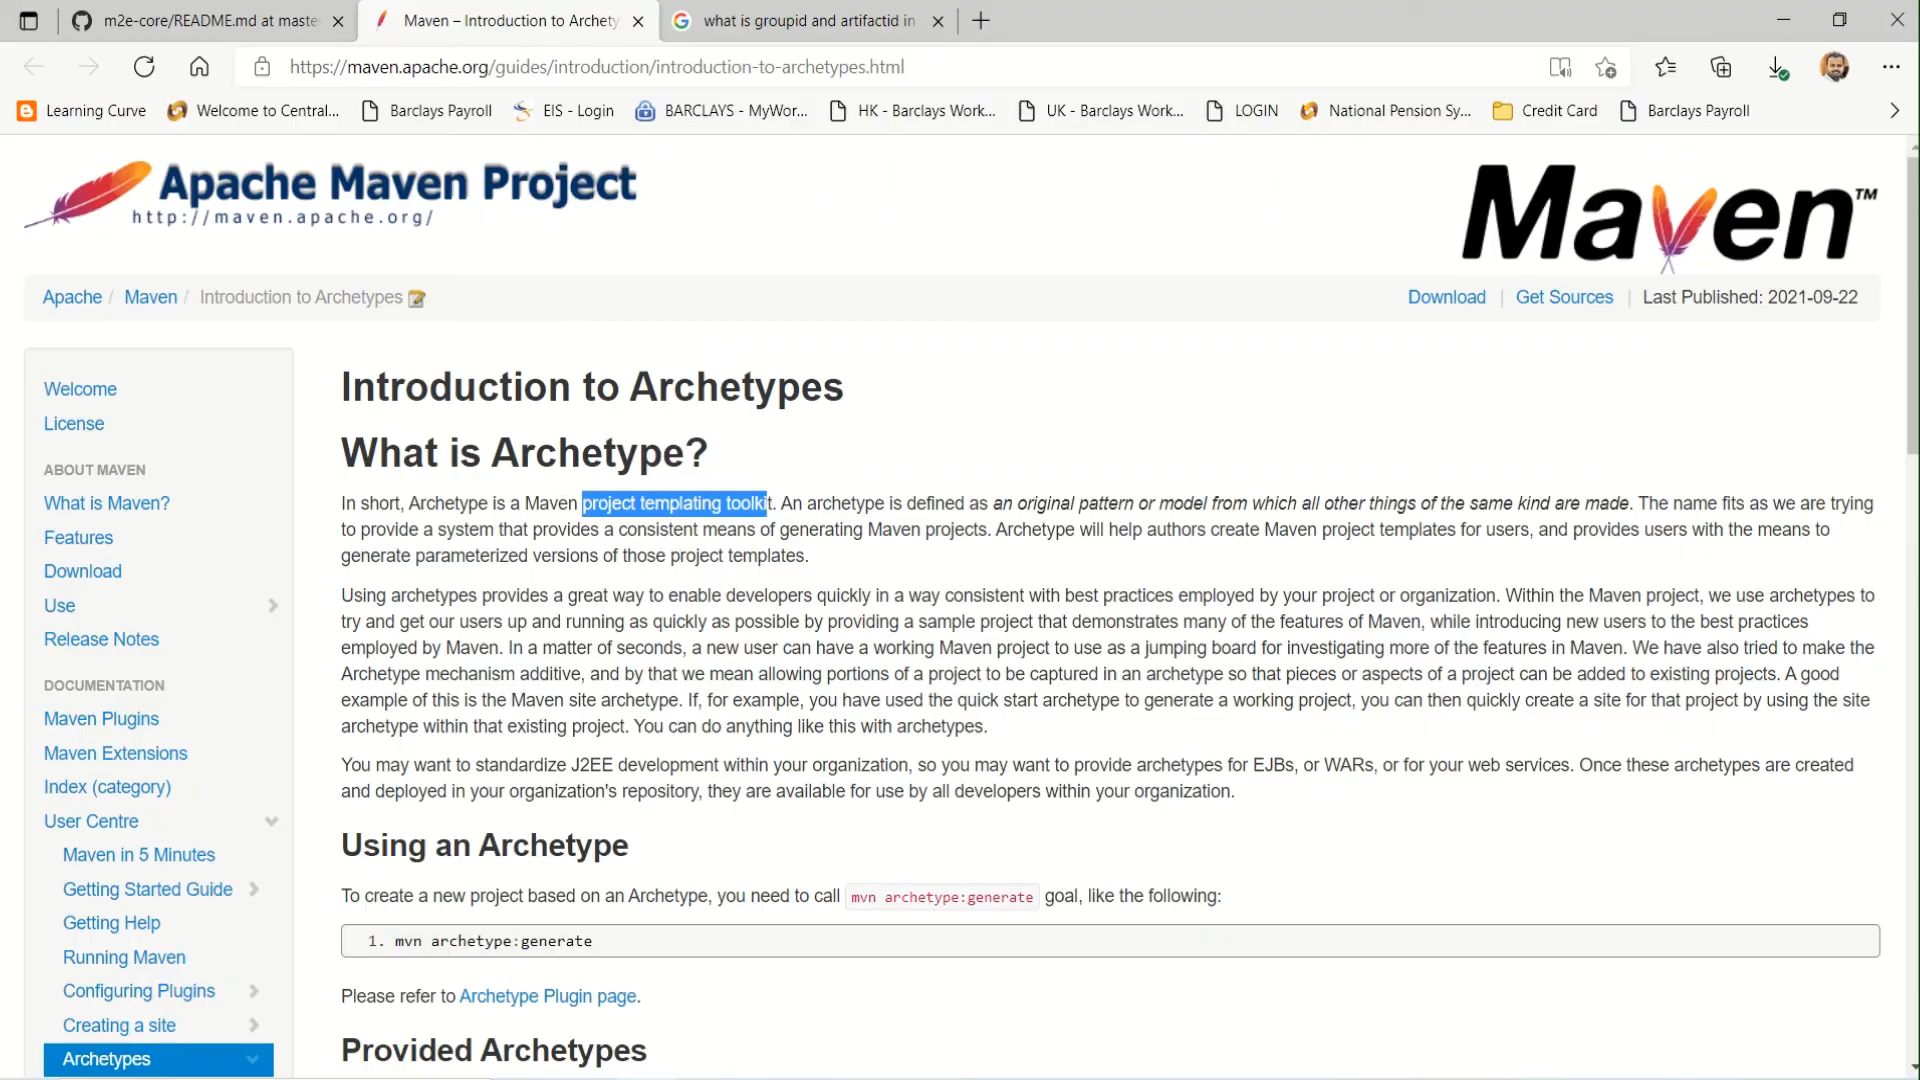 m2e-core/README.md at maste
Maven – Introduction to Archety
what is groupid and artifactid in
https://maven.apache.org/guides/introduction/introduction-to-archetypes.html
Learning Curve
Welcome to Central...
Barclays Payroll
EIS - Login
BARCLAYS - MyWor...
HK - Barclays Work...
UK - Barclays Work...
LOGIN
National Pension Sy...
Credit Card
Barclays Payroll
Apache Maven Project
http://maven.apache.org/
Maven™
Apache / Maven / Introduction to Archetypes
Download | Get Sources | Last Published: 2021-09-22
Welcome
License
ABOUT MAVEN
What is Maven?
Features
Download
Use
Release Notes
DOCUMENTATION
Maven Plugins
Maven Extensions
Index (category)
User Centre
Maven in 5 Minutes
Getting Started Guide
Getting Help
Running Maven
Configuring Plugins
Creating a site
Archetypes
Introduction to Archetypes
What is Archetype?
In short, Archetype is a Maven project templating toolkit. An archetype is defined as an original pattern or model from which all other things of the same kind are made. The name fits as we are trying
to provide a system that provides a consistent means of generating Maven projects. Archetype will help authors create Maven project templates for users, and provides users with the means to
generate parameterized versions of those project templates.
Using archetypes provides a great way to enable developers quickly in a way consistent with best practices employed by your project or organization. Within the Maven project, we use archetypes to
try and get our users up and running as quickly as possible by providing a sample project that demonstrates many of the features of Maven, while introducing new users to the best practices
employed by Maven. In a matter of seconds, a new user can have a working Maven project to use as a jumping board for investigating more of the features in Maven. We have also tried to make the
Archetype mechanism additive, and by that we mean allowing portions of a project to be captured in an archetype so that pieces or aspects of a project can be added to existing projects. A good
example of this is the Maven site archetype. If, for example, you have used the quick start archetype to generate a working project, you can then quickly create a site for that project by using the site
archetype within that existing project. You can do anything like this with archetypes.
You may want to standardize J2EE development within your organization, so you may want to provide archetypes for EJBs, or WARs, or for your web services. Once these archetypes are created
and deployed in your organization's repository, they are available for use by all developers within your organization.
Using an Archetype
To create a new project based on an Archetype, you need to call mvn archetype:generate goal, like the following:
1. mvn archetype:generate
Please refer to Archetype Plugin page.
Provided Archetypes